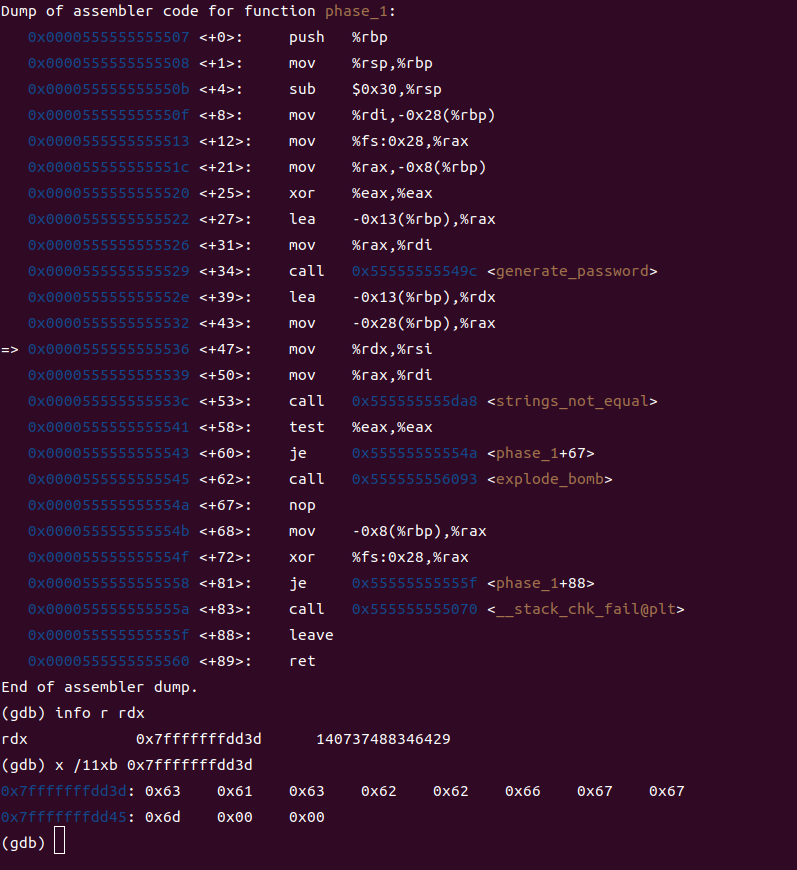 Dump of assembler code for function phase_1:
0x0000555555555507 <+0>: push %rbp
0x0000555555555508 <+1>: mov %rsp,%rbp
0x000055555555550b <+4>: sub $0x30,%rsp
0x000055555555550f <+8>: mov %rdi,-0x28(%rbp)
0x0000555555555513 <+12>: mov %fs:0x28,%rax
0x000055555555551c <+21>: mov %rax,-0x8(%rbp)
0x0000555555555520 <+25>: xor %eax,%eax
0x0000555555555522 <+27>: lea -0x13(%rbp),%rax
0x0000555555555526 <+31>: mov %rax,%rdi
0x0000555555555529 <+34>: call 0x55555555549c <generate_password>
0x000055555555552e <+39>: lea -0x13(%rbp),%rdx
0x0000555555555532 <+43>: mov -0x28(%rbp),%rax
=> 0x0000555555555536 <+47>: mov %rdx,%rsi
0x0000555555555539 <+50>: mov %rax,%rdi
0x000055555555553c <+53>: call 0x555555555da8 <strings_not_equal>
0x0000555555555541 <+58>: test %eax,%eax
0x0000555555555543 <+60>: je 0x55555555554a <phase_1+67>
0x0000555555555545 <+62>: call 0x555555556093 <explode_bomb>
0x000055555555554a <+67>: nop
0x000055555555554b <+68>: mov -0x8(%rbp),%rax
0x000055555555554f <+72>: xor %fs:0x28,%rax
0x0000555555555558 <+81>: je 0x55555555555f <phase_1+88>
0x000055555555555a <+83>: call 0x555555555070 <__stack_chk_fail@plt>
0x000055555555555f <+88>: leave
0x0000555555555560 <+89>: ret
End of assembler dump.
(gdb) info r rdx
rdx 0x7fffffffdd3d 140737488346429
(gdb) x /11xb 0x7fffffffdd3d
0x7fffffffdd3d: 0x63 0x61 0x63 0x62 0x62 0x66 0x67 0x67
0x7fffffffdd45: 0x6d 0x00 0x00
(gdb)